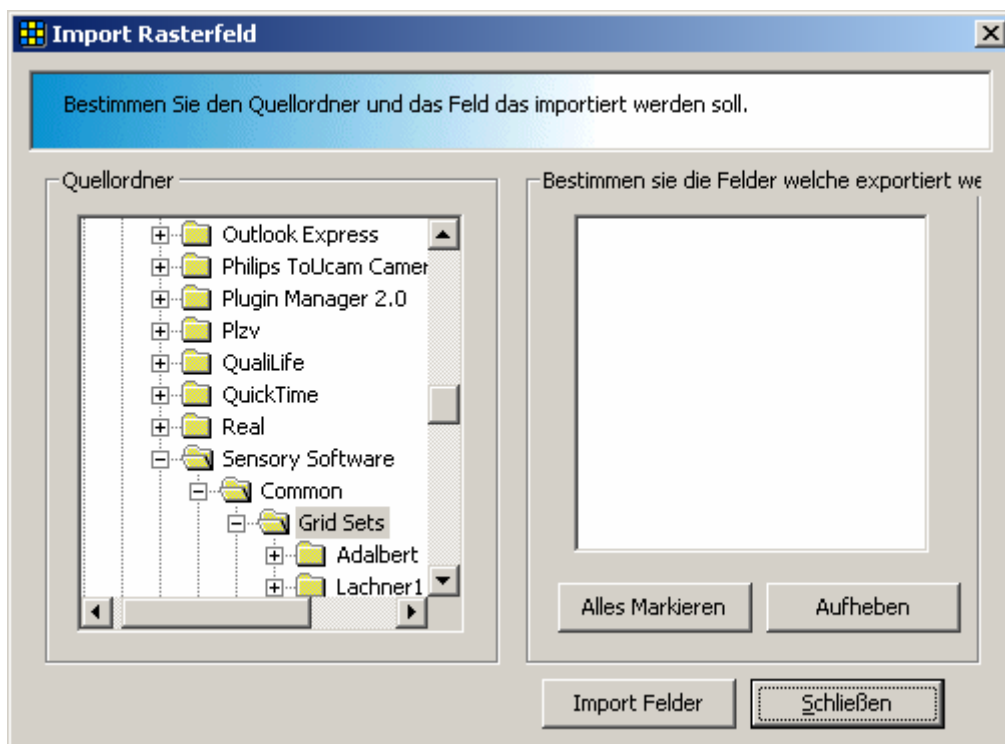 Import Rasterfeld
Bestimmen Sie den Quellordner und das Feld das importiert werden soll.
Quellordner
Outlook Express
Philips ToUcam Camer
Plugin Manager 2.0
Plzv
QualiLife
QuickTime
Real
Sensory Software
Common
Grid Sets
Adalbert
Lachner1
Bestimmen sie die Felder welche exportiert we
Alles Markieren
Aufheben
Import Felder
Schließen